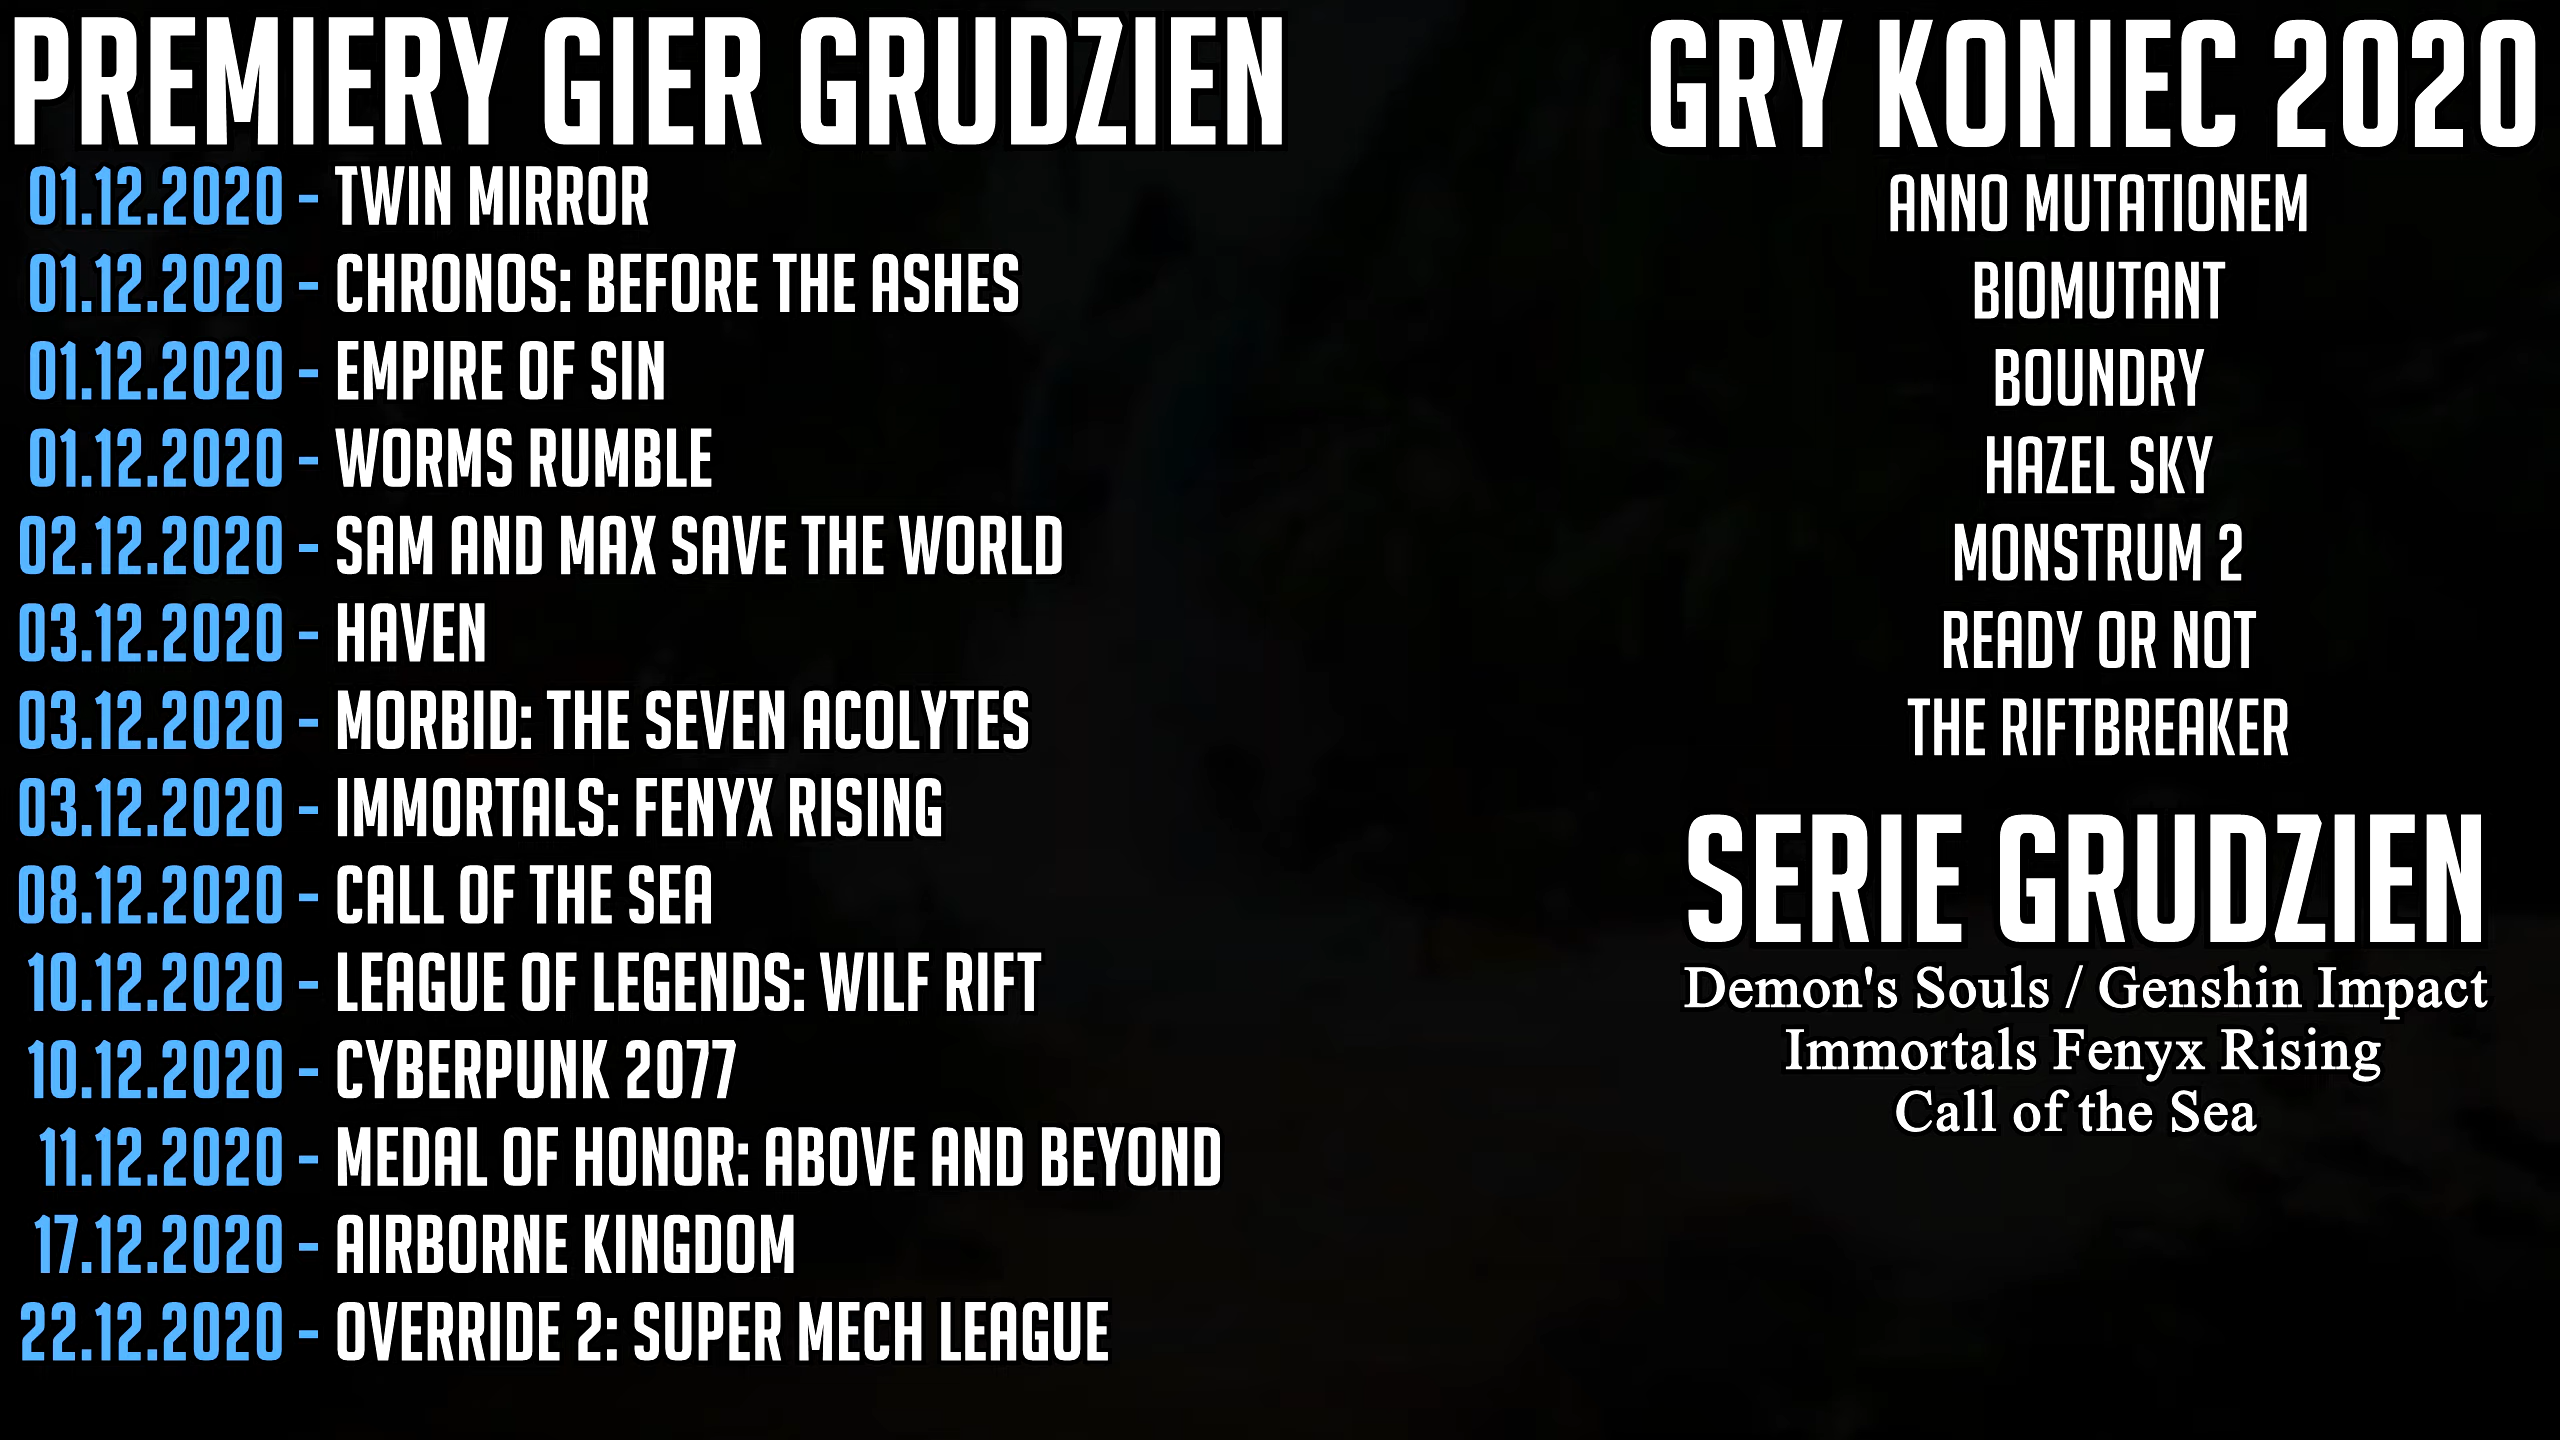 PREMIERY GIER GRUDZIEN
01.12.2020 - TWIN MIRROR
01.12.2020 - CHRONOS: BEFORE THE ASHES
01.12.2020 - EMPIRE OF SIN
01.12.2020 - WORMS RUMBLE
02.12.2020 - SAM AND MAX SAVE THE WORLD
03.12.2020 - HAVEN
03.12.2020 - MORBID: THE SEVEN ACOLYTES
03.12.2020 - IMMORTALS: FENYX RISING
08.12.2020 - CALL OF THE SEA
10.12.2020 - LEAGUE OF LEGENDS: WILF RIFT
10.12.2020 - CYBERPUNK 2077
11.12.2020 - MEDAL OF HONOR: ABOVE AND BEYOND
17.12.2020 - AIRBORNE KINGDOM
22.12.2020 - OVERRIDE 2: SUPER MECH LEAGUE
GRY KONIEC 2020
ANNO MUTATIONEM
BIOMUTANT
BOUNDRY
HAZEL SKY
MONSTRUM 2
READY OR NOT
THE RIFTBREAKER
SERIE GRUDZIEN
Demon's Souls / Genshin Impact
Immortals Fenyx Rising
Call of the Sea